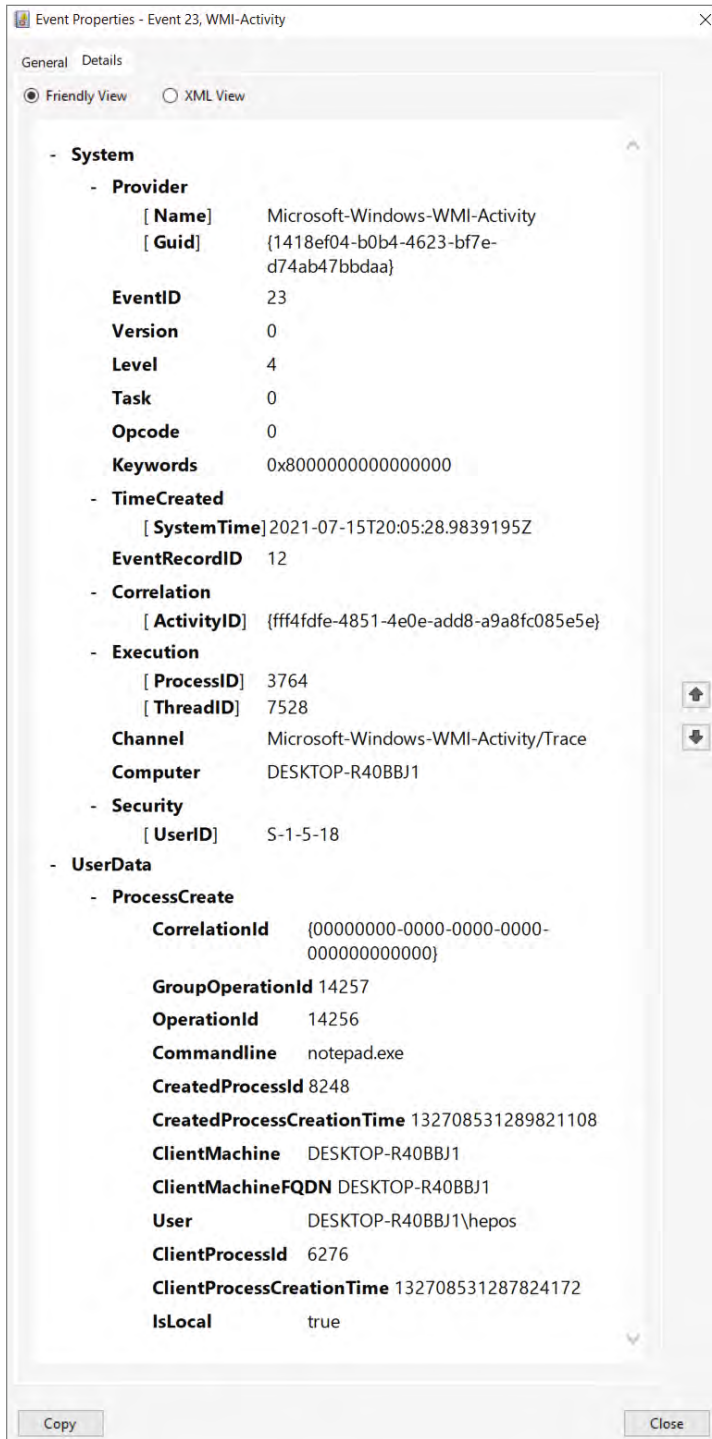 Event Properties - Event 23, WMI-Activity
General Details
Friendly View XML View
- System
- Provider
[ Name] Microsoft-Windows-WMI-Activity
[ Guid] {1418ef04-b0b4-4623-bf7e-
d74ab47bbdaa}
EventID 23
Version 0
Level 4
Task 0
Opcode 0
Keywords 0x8000000000000000
- TimeCreated
[ SystemTime] 2021-07-15T20:05:28.9839195Z
EventRecordID 12
- Correlation
[ ActivityID] {fff4fdfe-4851-4e0e-add8-a9a8fc085e5e}
- Execution
[ ProcessID] 3764
[ ThreadID] 7528
Channel Microsoft-Windows-WMI-Activity/Trace
Computer DESKTOP-R40BBJ1
- Security
[ UserID] S-1-5-18
- UserData
- ProcessCreate
CorrelationId {00000000-0000-0000-0000-
000000000000}
GroupOperationId 14257
OperationId 14256
Commandline notepad.exe
CreatedProcessId 8248
CreatedProcessCreationTime 132708531289821108
ClientMachine DESKTOP-R40BBJ1
ClientMachineFQDN DESKTOP-R40BBJ1
User DESKTOP-R40BBJ1\hepos
ClientProcessId 6276
ClientProcessCreationTime 132708531287824172
IsLocal true
Copy Close